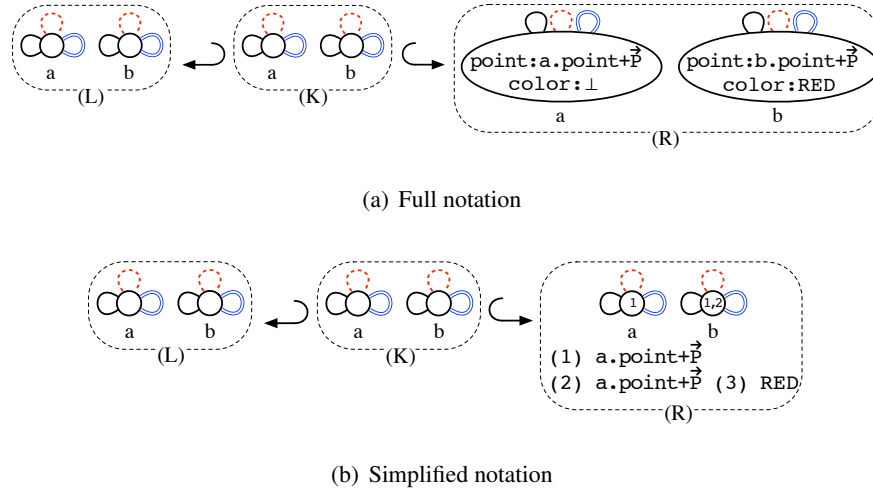 a b
(L)
a b
(K)
point:a.point+P⃗
color:⊥
a
point:b.point+P⃗
color:RED
b
(R)
(a) Full notation
a b
(L)
a b
(K)
1 1,2
a b
(1) a.point+P⃗
(2) a.point+P⃗ (3) RED
(R)
(b) Simplified notation